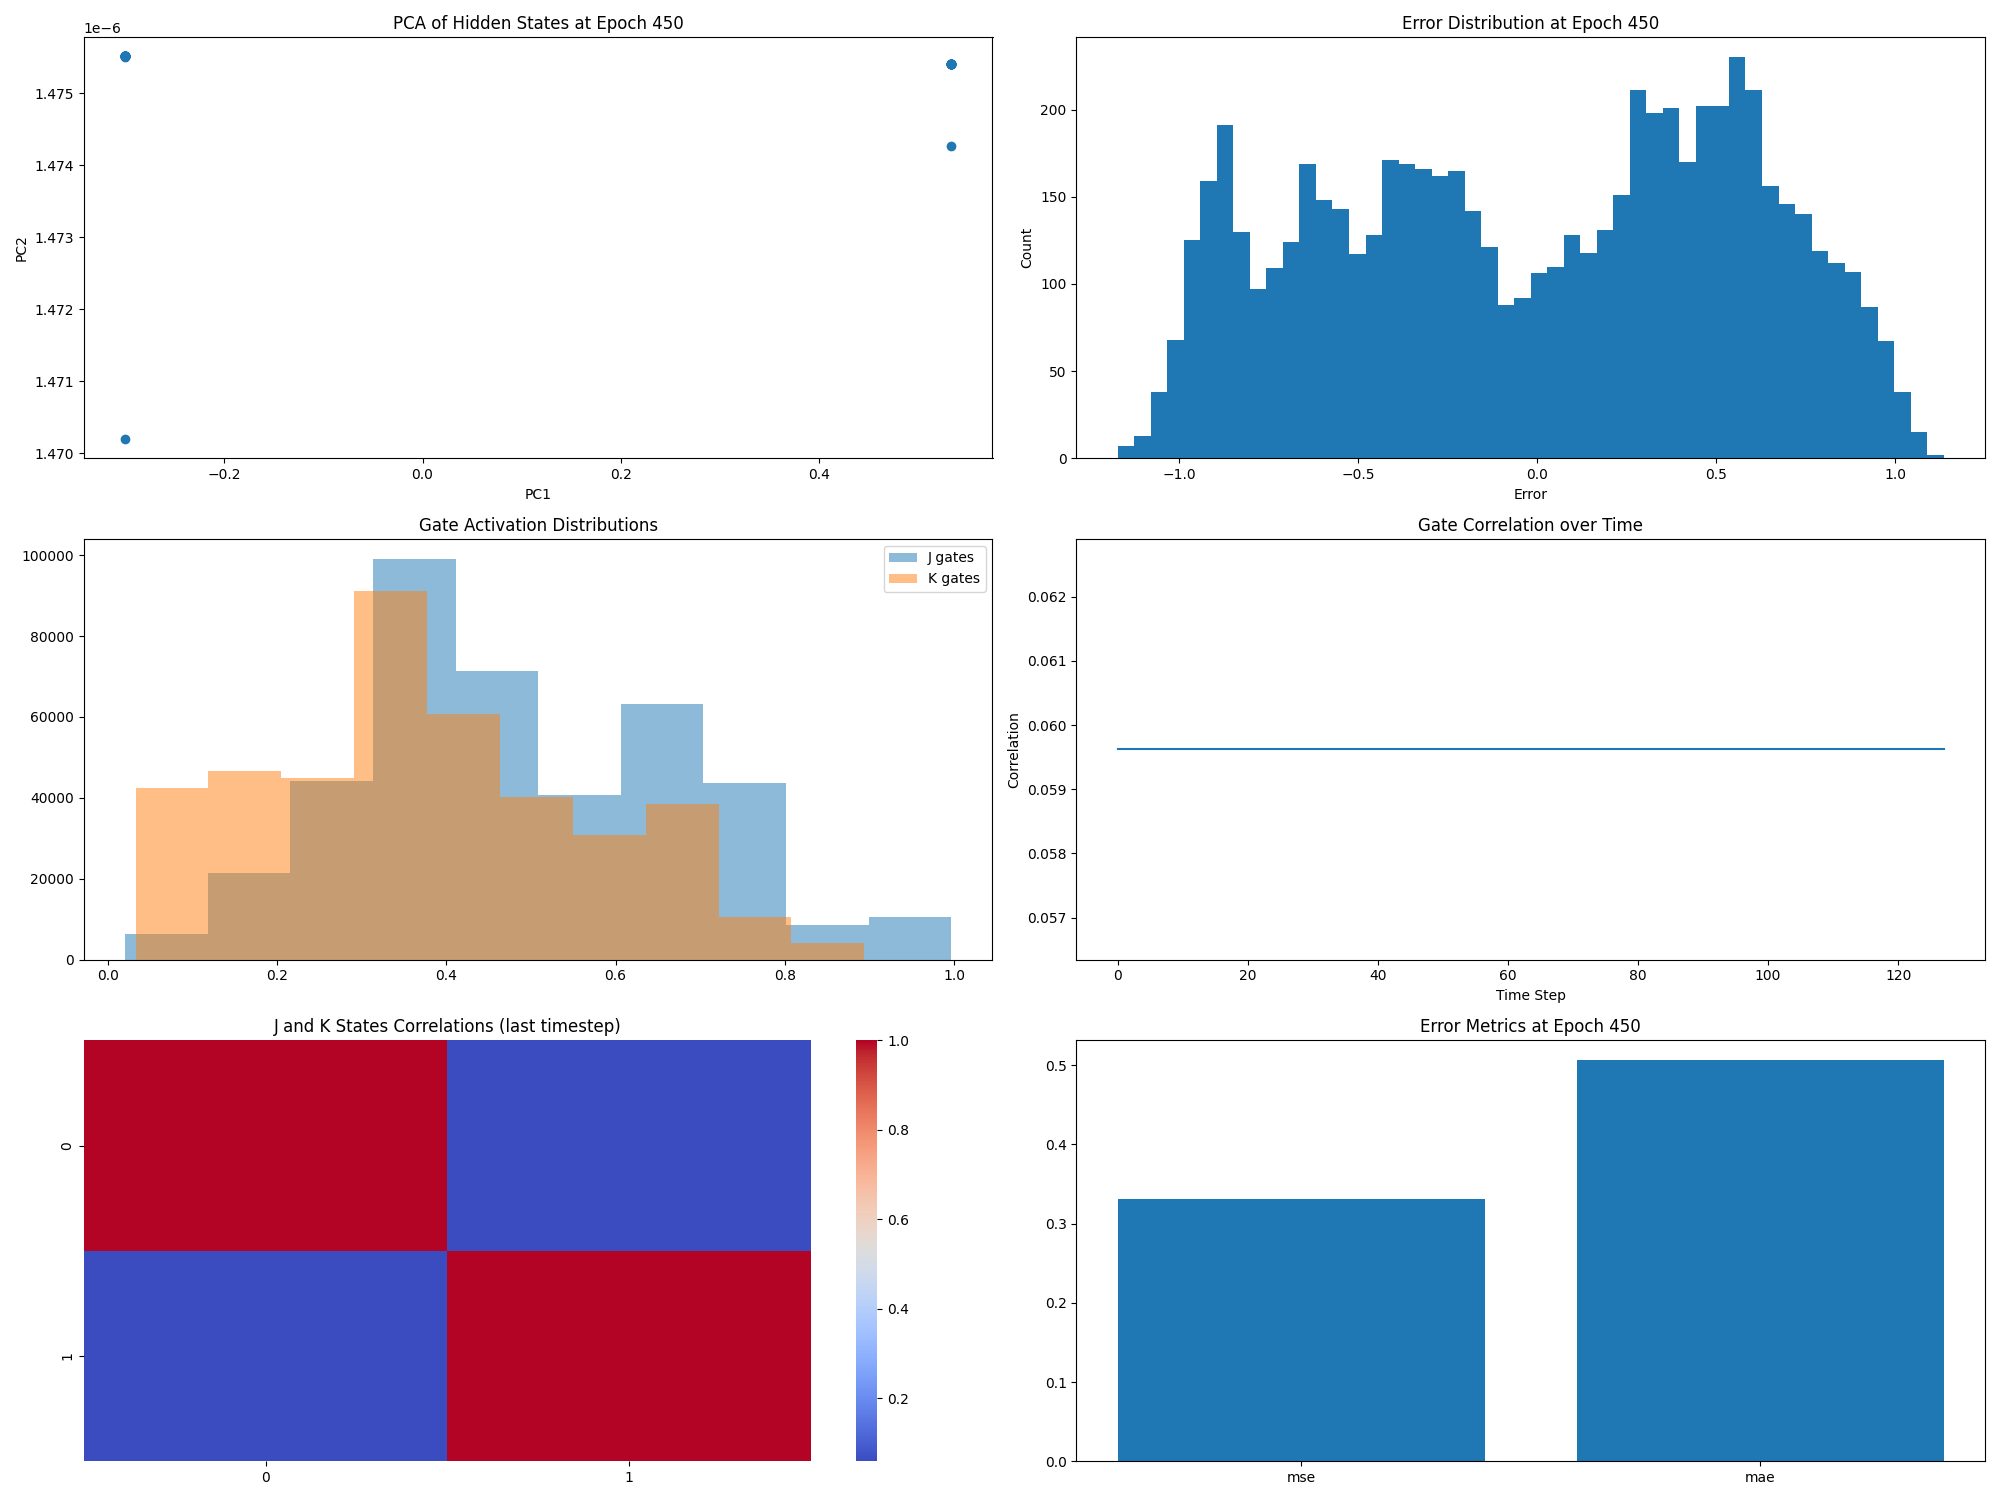 PCA of Hidden States at Epoch 450
1e−6
1.475
1.474
1.473
1.472
1.471
1.470
PC2
−0.2 0.0 0.2 0.4
PC1
Error Distribution at Epoch 450
200
150
100
50
0
Count
−1.0 −0.5 0.0 0.5 1.0
Error
Gate Activation Distributions
J gates
K gates
100000
80000
60000
40000
20000
0
0.0 0.2 0.4 0.6 0.8 1.0
Gate Correlation over Time
0.062
0.061
0.060
0.059
0.058
0.057
Correlation
0 20 40 60 80 100 120
Time Step
J and K States Correlations (last timestep)
0
1
0 1
1.0
0.8
0.6
0.4
0.2
Error Metrics at Epoch 450
0.5
0.4
0.3
0.2
0.1
0.0
mse mae